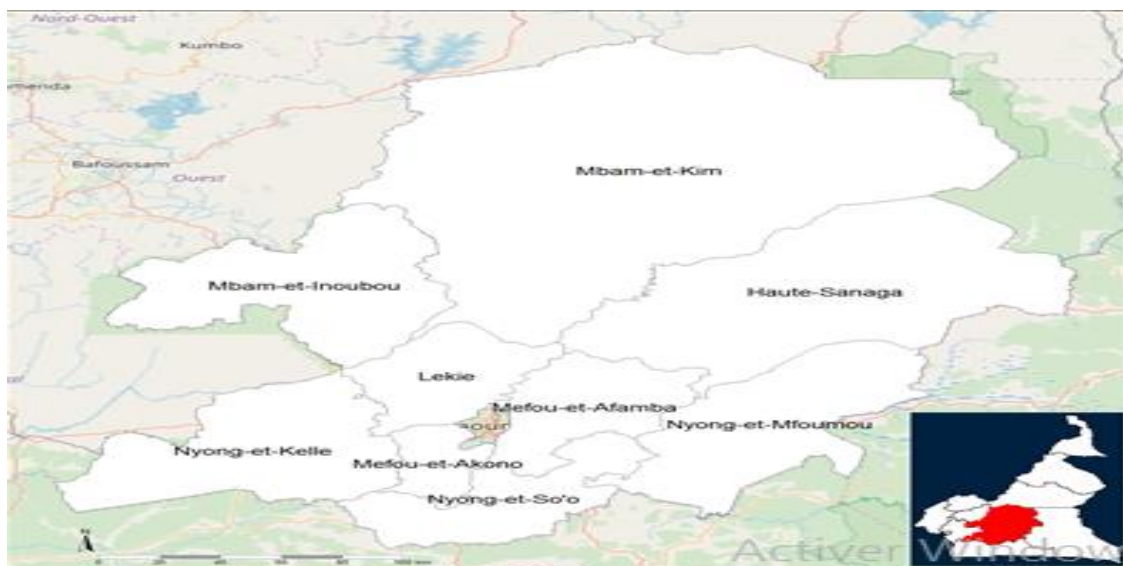 Nord-Ouest
Kumbo
menda
Bafoussam
Ouest
Mbam-et-Kim
Mbam-et-Inoubou
Haute-Sanaga
Lekie
Mefou-et-Afamba
Nyong-et-Mfoumou
Nyong-et-Kelle
Mefou-et-Akono
Nyong-et-So'o
N
Activer Window